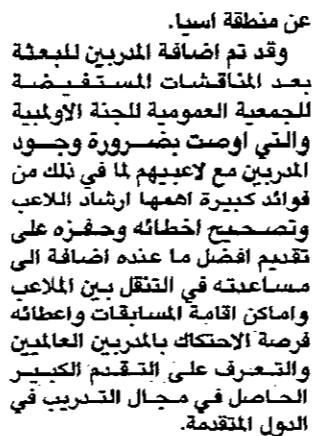 عن منطقة اسيا.
وقد تم اضافة المدربين للبعثة
بعد المناقشات المستفيضة
للجمعية العمومية للجنة الاولمبية
والتي اوصت بضرورة وجود
المدربين مع لاعبيهم لما في ذلك من
فوائد كبيرة اهمها ارشاد اللاعب
وتصحيح اخطائه وحفزه على
تقديم افضل ما عنده اضافة الى
مساعدته في التنقل بين الملاعب
واماكن اقامة المسابقات واعطائه
فرصة الاحتكاك بالمدربين العالميين
والتعرف على التقدم الكبير
الحاصل في مجال التدريب في
الدول المتقدمة.